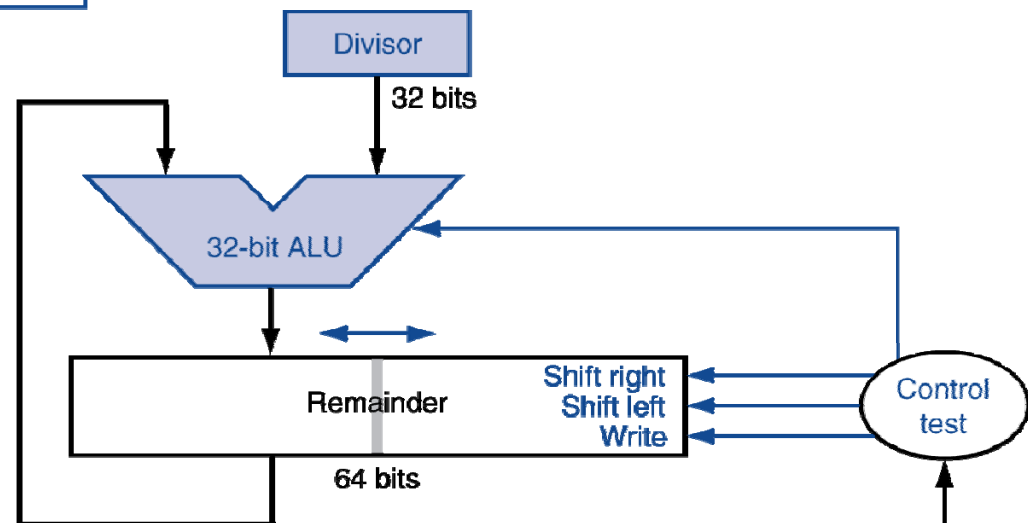 Divisor
32 bits
32-bit ALU
Remainder
Shift right
Shift left
Write
64 bits
Control
test